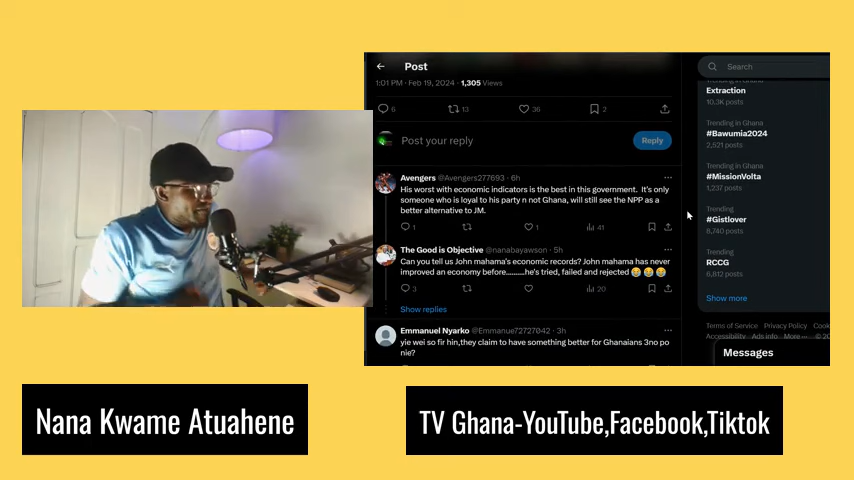 Post
1:01 PM · Feb 19, 2024 · 1,305 Views
6 13 36 2
Post your reply
Reply
Avengers @Avengers277693 · 6h
His worst with economic indicators is the best in this government. It's only
someone who is loyal to his party n not Ghana, will still see the NPP as a
better alternative to JM.
1 1 41
The Good is Objective @nanabayawson · 5h
Can you tell us John mahama's economic records? John mahama has never
improved an economy before.........he's tried, failed and rejected 😂 😂 😂
3 20
Show replies
Emmanuel Nyarko @Emmanue72727042 · 3h
yie wei so fir hin,they claim to have something better for Ghanaians 3no po
nie?
Search
Extraction
10.3K posts
Trending in Ghana
#Bawumia2024
2,521 posts
Trending in Ghana
#MissionVolta
1,237 posts
Trending
#Gistlover
8,740 posts
Trending
RCCG
6,812 posts
Show more
Terms of Service Privacy Policy Cook
Accessibility Ads info More ··· © 20
Messages
Nana Kwame Atuahene
TV Ghana-YouTube,Facebook,Tiktok